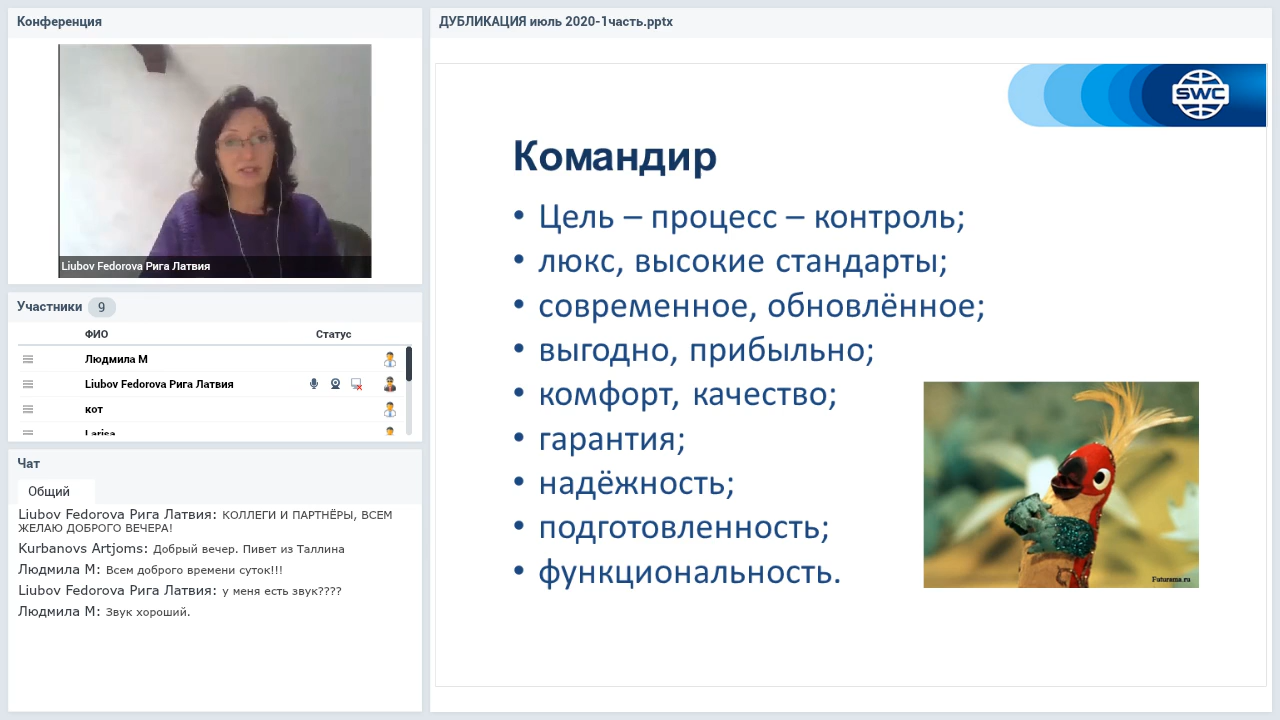 Конференция
Liubov Fedorova Рига Латвия
Участники 9
ФИО Статус
Людмила М
Liubov Fedorova Рига Латвия
кот
Larisa
Чат
Общий
Liubov Fedorova Рига Латвия: КОЛЛЕГИ И ПАРТНЁРЫ, ВСЕМ
ЖЕЛАЮ ДОБРОГО ВЕЧЕРА!
Kurbanovs Artjoms: Добрый вечер. Пивет из Таллина
Людмила М: Всем доброго времени суток!!!
Liubov Fedorova Рига Латвия: у меня есть звук????
Людмила М: Звук хороший.
ДУБЛИКАЦИЯ июль 2020-1часть.pptx
SWC
Командир
• Цель – процесс – контроль;
• люкс, высокие стандарты;
• современное, обновлённое;
• выгодно, прибыльно;
• комфорт, качество;
• гарантия;
• надёжность;
• подготовленность;
• функциональность.
Futurama.ru